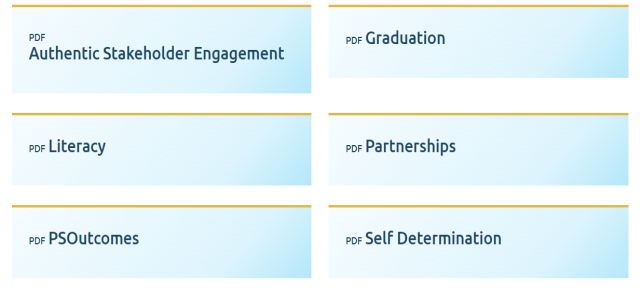 PDF
Authentic Stakeholder Engagement
PDF Graduation
PDF Literacy
PDF Partnerships
PDF PSOutcomes
PDF Self Determination